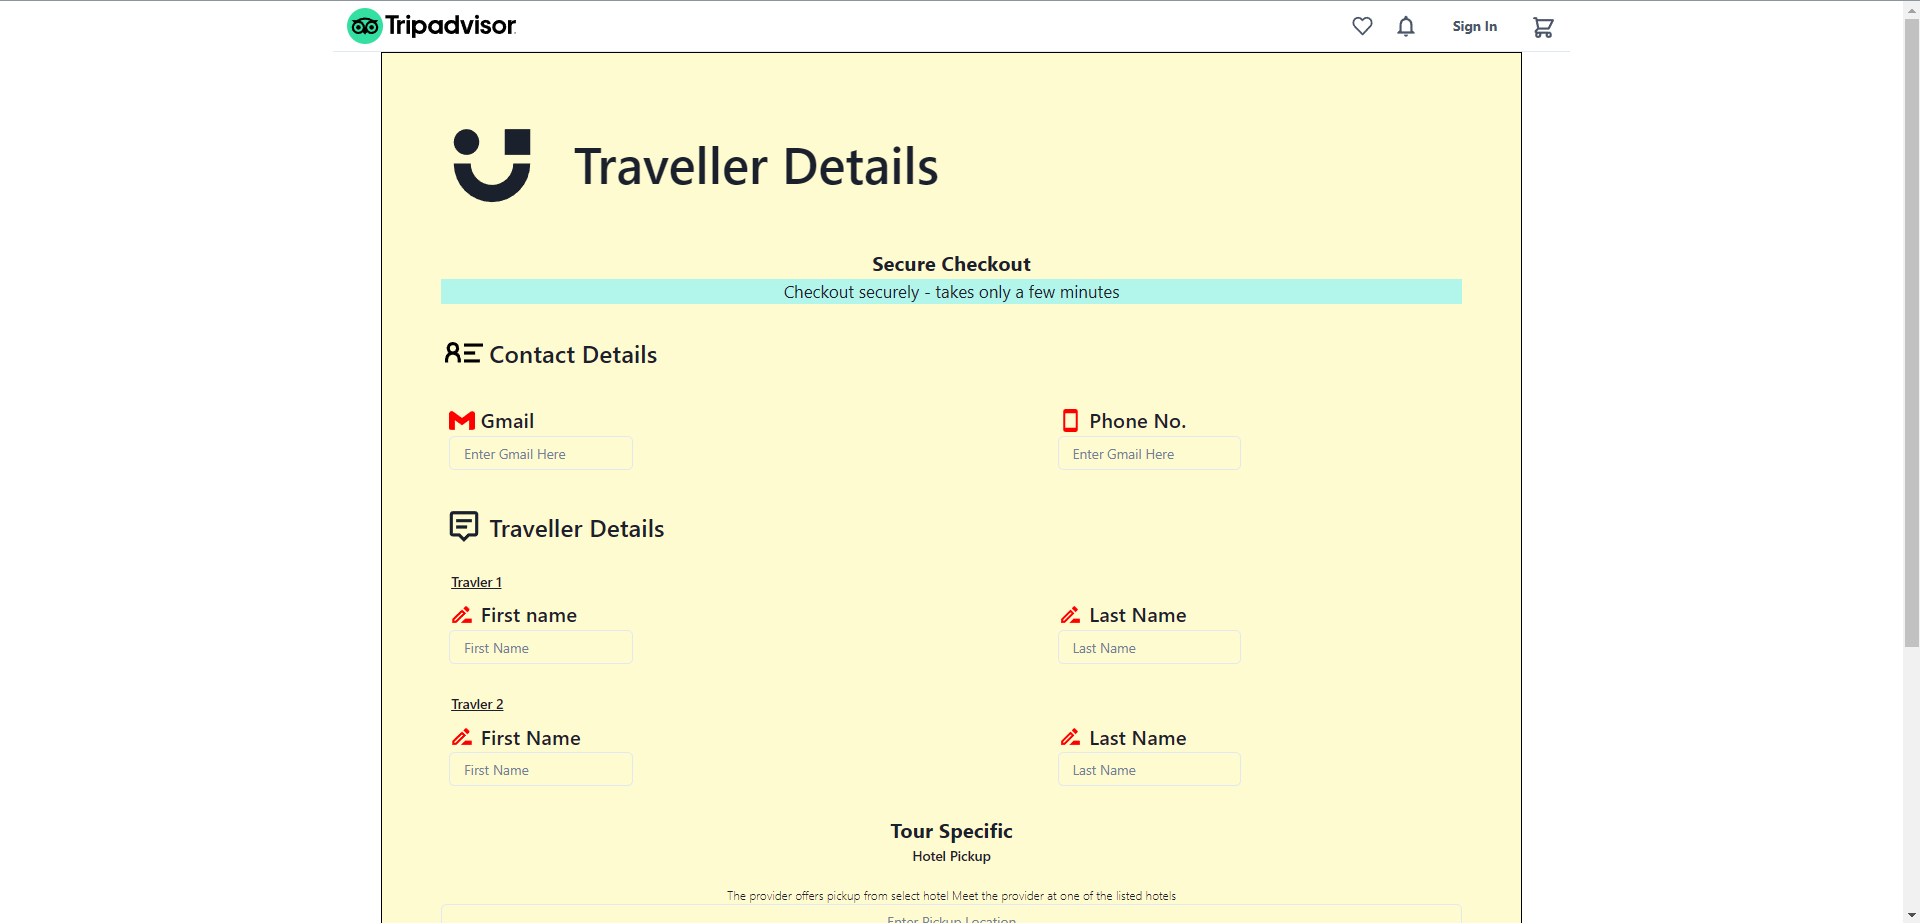 Tripadvisor
Sign In
Traveller Details
Secure Checkout
Checkout securely - takes only a few minutes
Contact Details
Gmail
Phone No.
Enter Gmail Here
Enter Gmail Here
Traveller Details
Travler 1
First name
Last Name
First Name
Last Name
Travler 2
First Name
Last Name
First Name
Last Name
Tour Specific
Hotel Pickup
The provider offers pickup from select hotel Meet the provider at one of the listed hotels
Enter Pickup Location